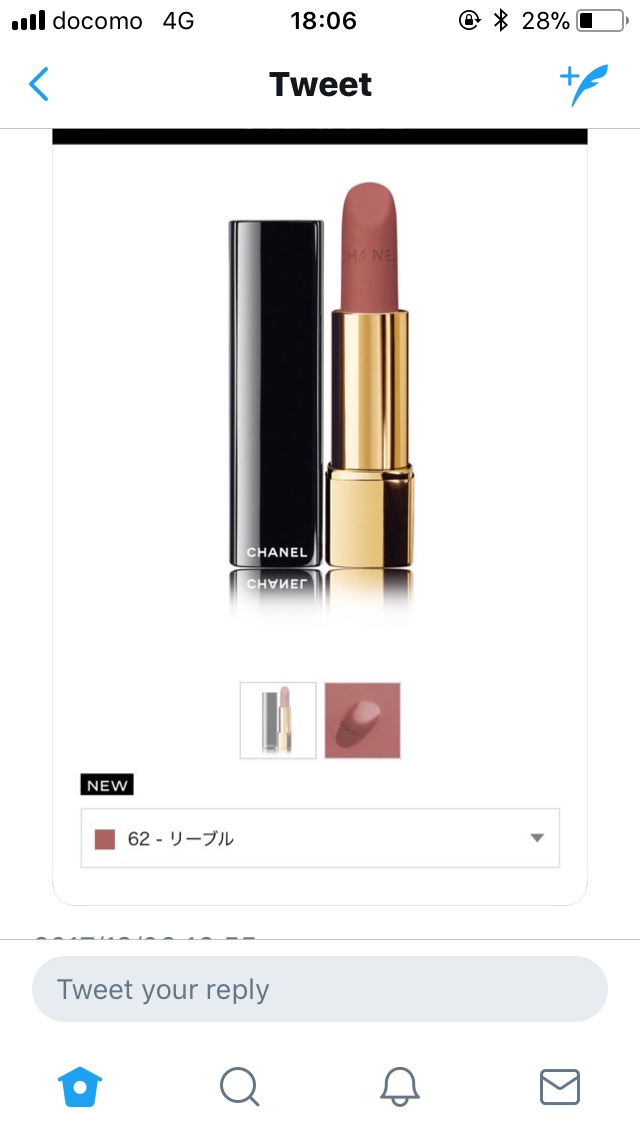 docomo 4G 18:06 28%
Tweet
CHANEL
CHANEL
NEW
62 - リーブル
Tweet your reply